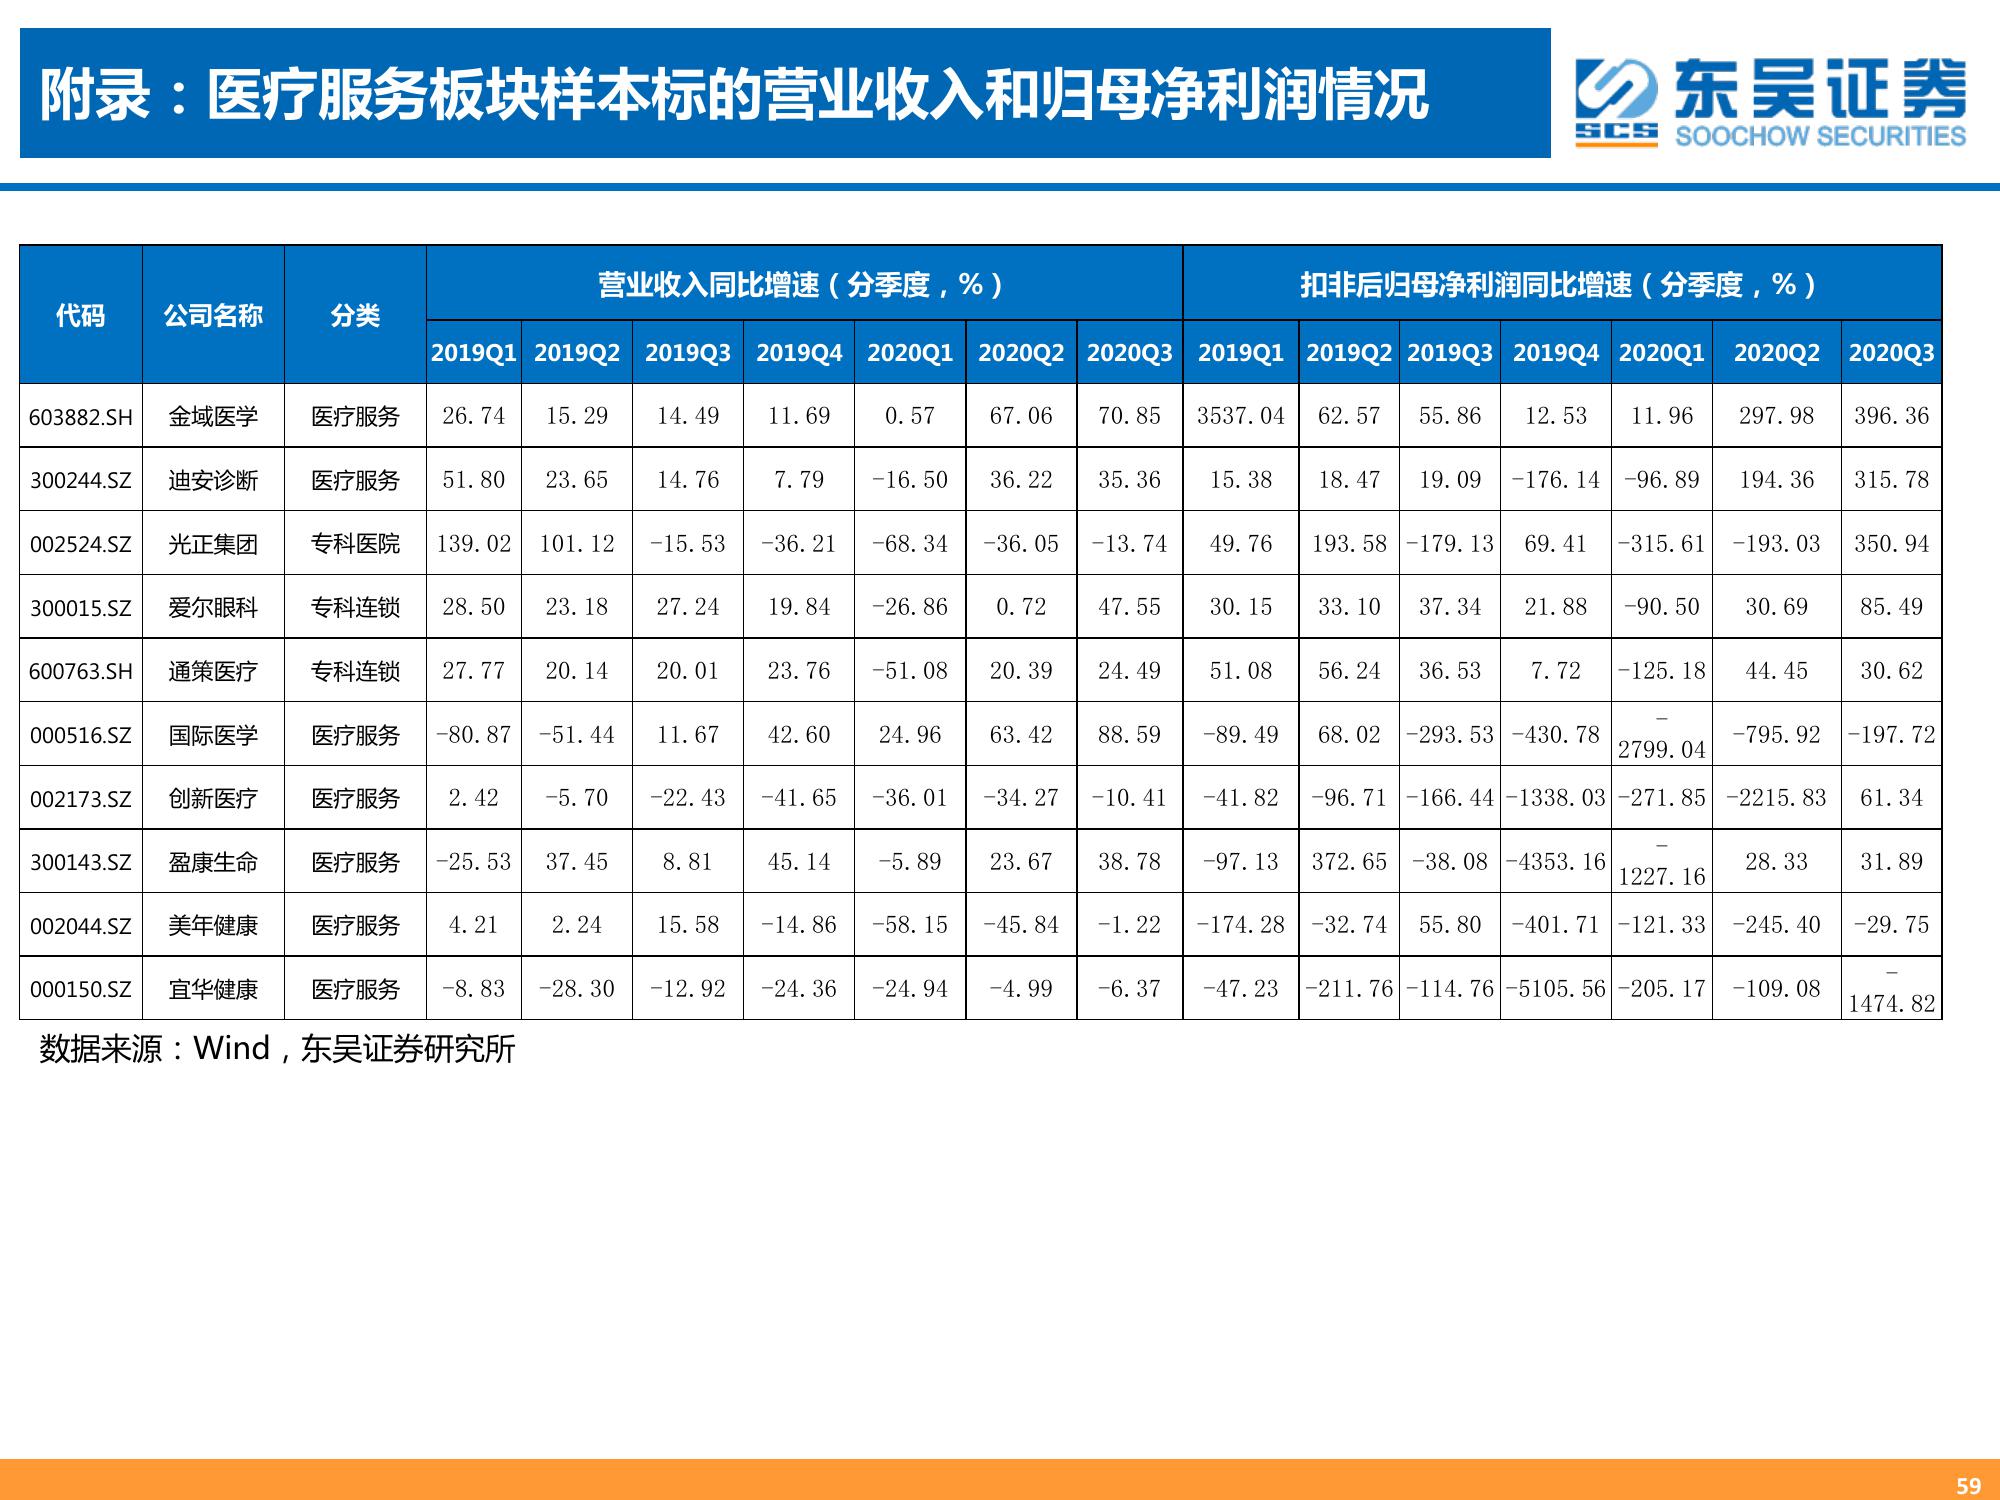 附录：医疗服务板块样本标的营业收入和归母净利润情况
东吴证券
SCS SOOCHOW SECURITIES
代码 公司名称 分类 营业收入同比增速（分季度，%） 扣非后归母净利润同比增速（分季度，%）
2019Q1 2019Q2 2019Q3 2019Q4 2020Q1 2020Q2 2020Q3 2019Q1 2019Q2 2019Q3 2019Q4 2020Q1 2020Q2 2020Q3
603882.SH 金域医学 医疗服务 26.74 15.29 14.49 11.69 0.57 67.06 70.85 3537.04 62.57 55.86 12.53 11.96 297.98 396.36
300244.SZ 迪安诊断 医疗服务 51.80 23.65 14.76 7.79 -16.50 36.22 35.36 15.38 18.47 19.09 -176.14 -96.89 194.36 315.78
002524.SZ 光正集团 专科医院 139.02 101.12 -15.53 -36.21 -68.34 -36.05 -13.74 49.76 193.58 -179.13 69.41 -315.61 -193.03 350.94
300015.SZ 爱尔眼科 专科连锁 28.50 23.18 27.24 19.84 -26.86 0.72 47.55 30.15 33.10 37.34 21.88 -90.50 30.69 85.49
600763.SH 通策医疗 专科连锁 27.77 20.14 20.01 23.76 -51.08 20.39 24.49 51.08 56.24 36.53 7.72 -125.18 44.45 30.62
000516.SZ 国际医学 医疗服务 -80.87 -51.44 11.67 42.60 24.96 63.42 88.59 -89.49 68.02 -293.53 -430.78 -2799.04 -795.92 -197.72
002173.SZ 创新医疗 医疗服务 2.42 -5.70 -22.43 -41.65 -36.01 -34.27 -10.41 -41.82 -96.71 -166.44 -1338.03 -271.85 -2215.83 61.34
300143.SZ 盈康生命 医疗服务 -25.53 37.45 8.81 45.14 -5.89 23.67 38.78 -97.13 372.65 -38.08 -4353.16 -1227.16 28.33 31.89
002044.SZ 美年健康 医疗服务 4.21 2.24 15.58 -14.86 -58.15 -45.84 -1.22 -174.28 -32.74 55.80 -401.71 -121.33 -245.40 -29.75
000150.SZ 宜华健康 医疗服务 -8.83 -28.30 -12.92 -24.36 -24.94 -4.99 -6.37 -47.23 -211.76 -114.76 -5105.56 -205.17 -109.08 -1474.82
数据来源：Wind，东吴证券研究所
59